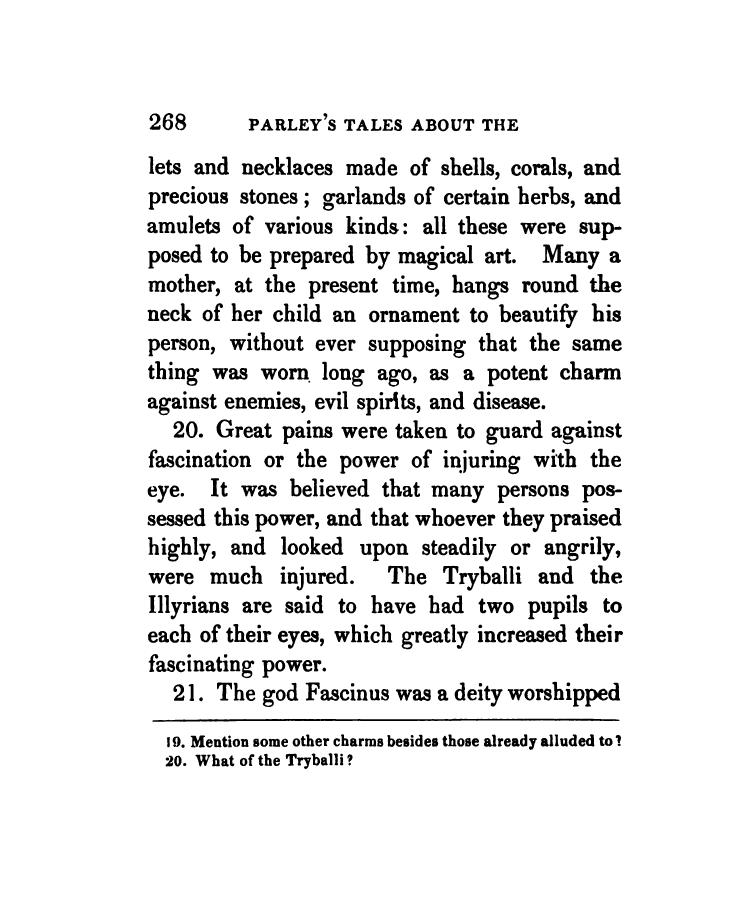 268 PARLEY'S TALES ABOUT THE
lets and necklaces made of shells, corals, and
precious stones; garlands of certain herbs, and
amulets of various kinds: all these were sup-
posed to be prepared by magical art. Many a
mother, at the present time, hangs round the
neck of her child an ornament to beautify his
person, without ever supposing that the same
thing was worn long ago, as a potent charm
against enemies, evil spirits, and disease.
20. Great pains were taken to guard against
fascination or the power of injuring with the
eye. It was believed that many persons pos-
sessed this power, and that whoever they praised
highly, and looked upon steadily or angrily,
were much injured. The Tryballi and the
Illyrians are said to have had two pupils to
each of their eyes, which greatly increased their
fascinating power.
21. The god Fascinus was a deity worshipped
19. Mention some other charms besides those already alluded to?
20. What of the Tryballi?